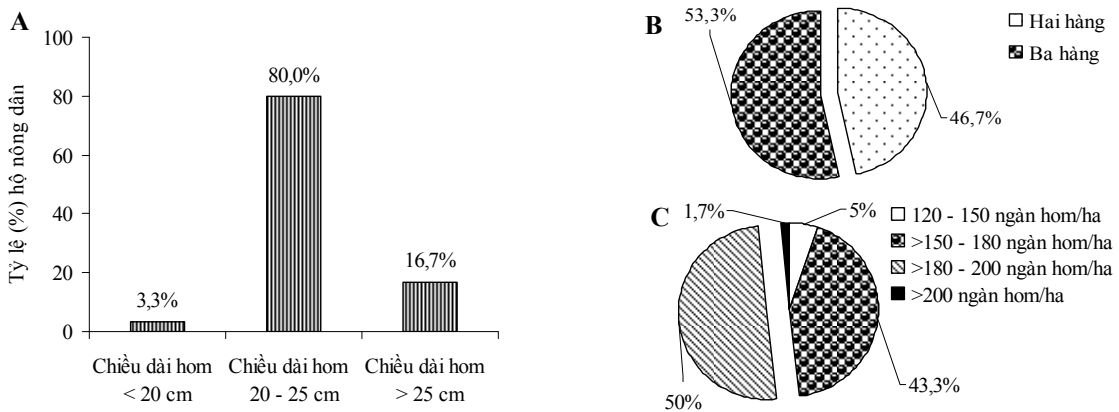 A
Tỷ lệ (%) hộ nông dân
100
80
60
40
20
0
3,3%
80,0%
16,7%
Chiều dài hom
< 20 cm
Chiều dài hom
20 - 25 cm
Chiều dài hom
> 25 cm
B
53,3%
46,7%
Hai hàng
Ba hàng
C
1,7%
5%
50%
43,3%
120 - 150 ngàn hom/ha
>150 - 180 ngàn hom/ha
>180 - 200 ngàn hom/ha
>200 ngàn hom/ha